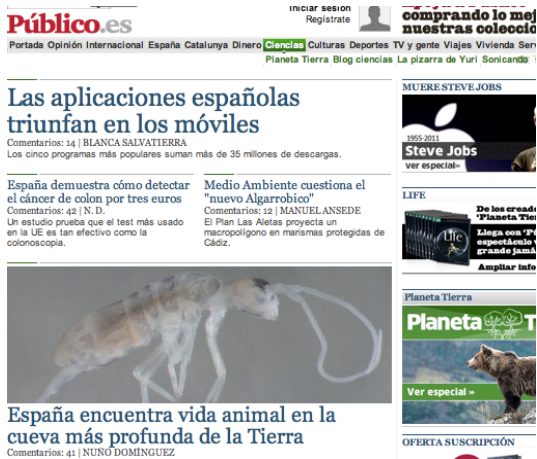 Público.es
Iniciar sesión
Regístrate
comprando lo mej
nuestras colecció
Portada Opinión Internacional España Catalunya Dinero Ciencias Culturas Deportes TV y gente Viajes Vivienda Serv
Planeta Tierra Blog ciencias La pizarra de Yuri Sonicando
Las aplicaciones españolas
triunfan en los móviles
Comentarios: 14 | BLANCA SALVATIERRA
Los cinco programas más populares suman más de 35 millones de descargas.
España demuestra cómo detectar
el cáncer de colon por tres euros
Comentarios: 42 | N. D.
Un estudio prueba que el test más usado
en la UE es tan efectivo como la
colonoscopia.
Medio Ambiente cuestiona el
"nuevo Algarrobico"
Comentarios: 12 | MANUEL ANSEDE
El Plan Las Aletas proyecta un
macropolígono en marismas protegidas de
Cádiz.
España encuentra vida animal en la
cueva más profunda de la Tierra
Comentarios: 41 | NUÑO DOMÍNGUEZ
MUERE STEVE JOBS
1955-2011
Steve Jobs
ver especial»
LIFE
Life
De los creado
'Planeta Tier
Llega con 'Pú
espectáculo v
grande jamá
Ampliar info
Planeta Tierra
Planeta T
Ver especial »
OFERTA SUSCRIPCIÓN